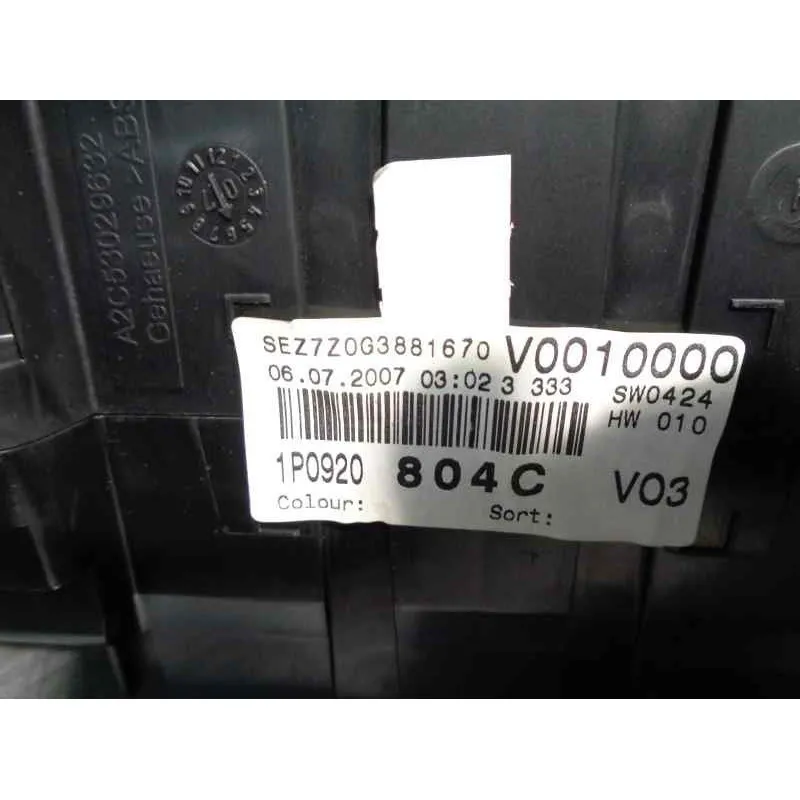 A2C53029632
Gehaeuse >ABS
SEZ7Z0G3881670 V0010000
06.07.2007 03:02 3 333 SW0424
HW 010
1P0920 804C V03
Colour: Sort: